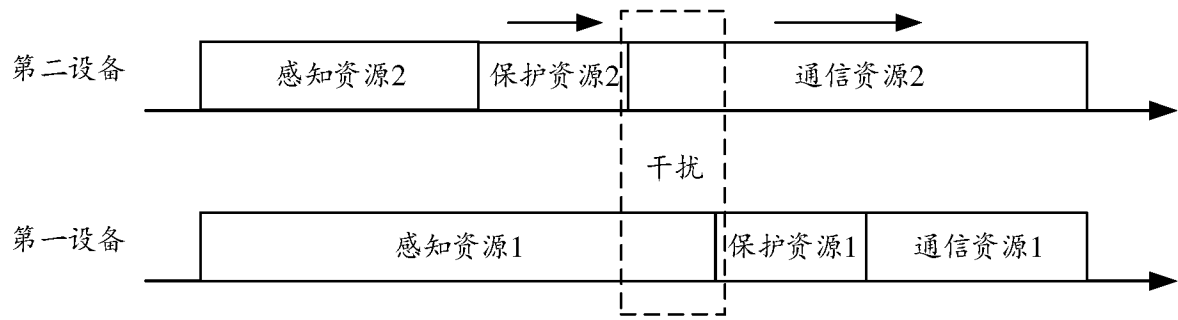 第二设备
感知资源2
保护资源2
通信资源2
干扰
第一设备
感知资源1
保护资源1
通信资源1